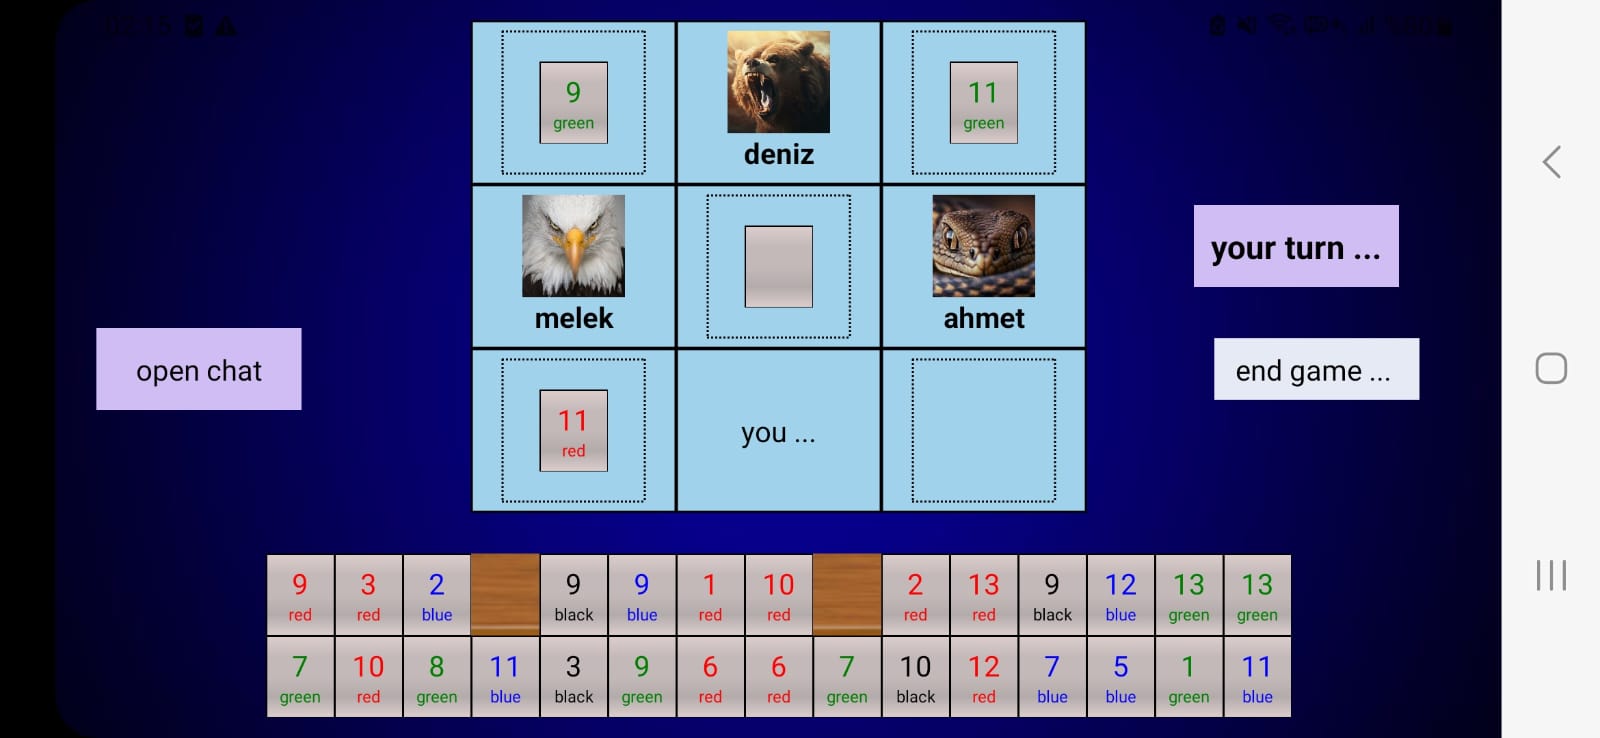 02:15
9
green
deniz
11
green
melek
ahmet
your turn ...
open chat
end game ...
11
red
you ...
9 3 2 9 9 1 10 2 13 9 12 13 13
red red blue black blue red red red red black blue green green
7 10 8 11 3 9 6 6 7 10 12 7 5 1 11
green red green blue black green red red green black red blue blue green blue